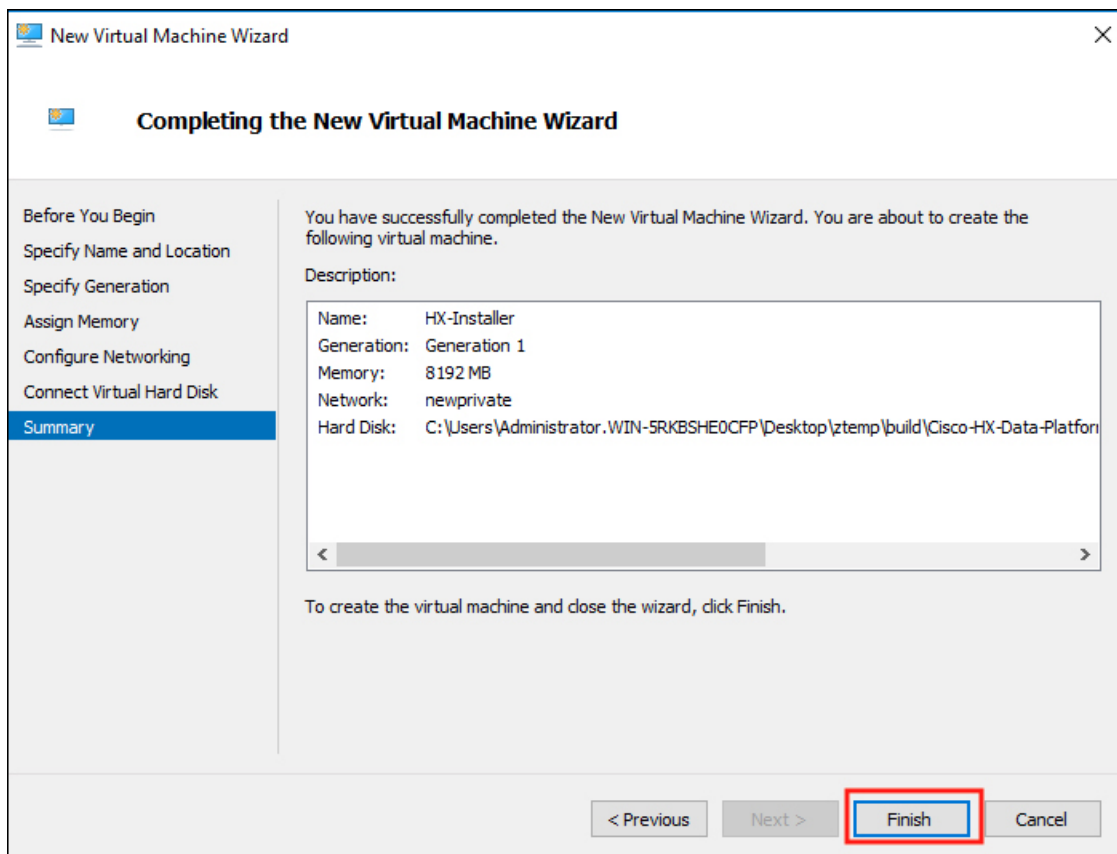 New Virtual Machine Wizard
Completing the New Virtual Machine Wizard
Before You Begin
Specify Name and Location
Specify Generation
Assign Memory
Configure Networking
Connect Virtual Hard Disk
Summary
You have successfully completed the New Virtual Machine Wizard. You are about to create the
following virtual machine.
Description:
Name: HX-Installer
Generation: Generation 1
Memory: 8192 MB
Network: newprivate
Hard Disk: C:\Users\Administrator.WIN-5RKBSHE0CFP\Desktop\ztemp\build\Cisco-HX-Data-Platfor
To create the virtual machine and close the wizard, click Finish.
< Previous
Next >
Finish
Cancel